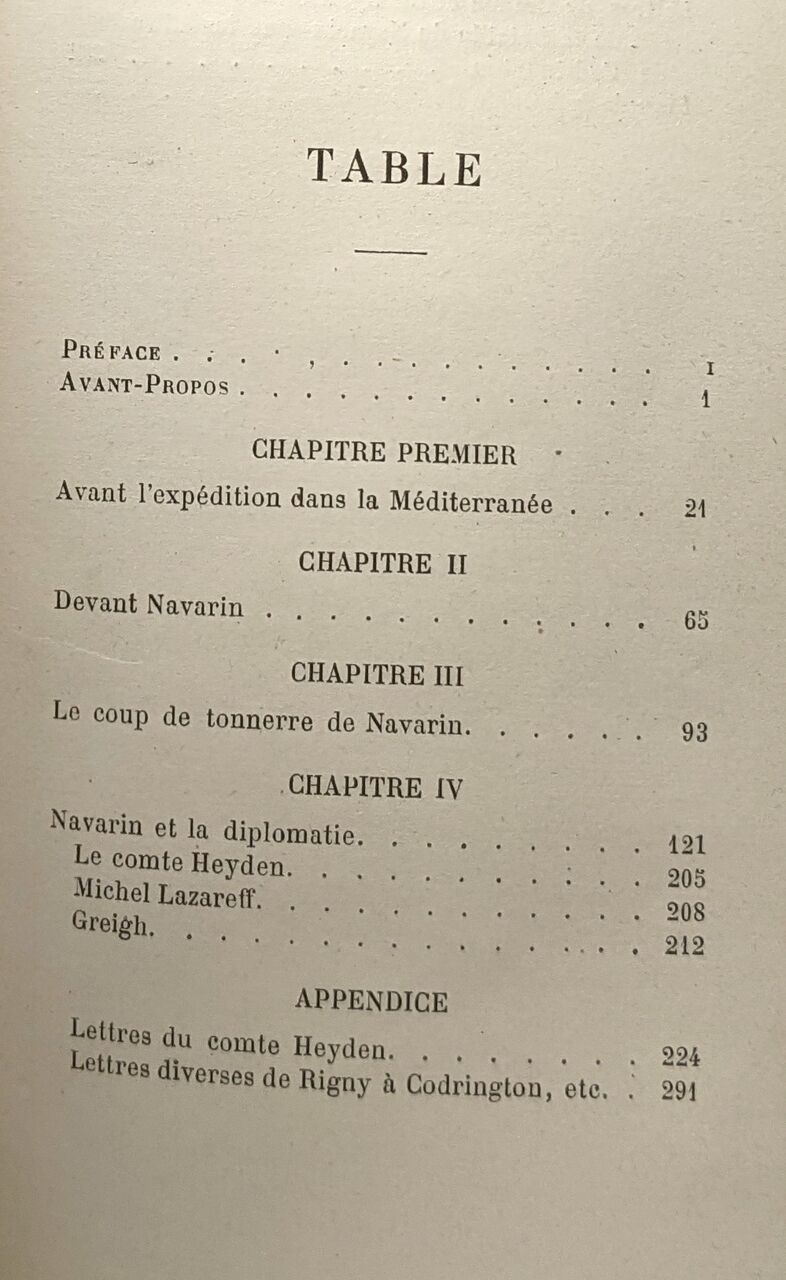 TABLE
PRÉFACE . . . . , . . . . . . . . . . I
AVANT-PROPOS . . . . . . . . . . . . . 1
CHAPITRE PREMIER
Avant l'expédition dans la Méditerranée . . . 21
CHAPITRE II
Devant Navarin . . . . . . . . . . . . 65
CHAPITRE III
Le coup de tonnerre de Navarin. . . . . . 93
CHAPITRE IV
Navarin et la diplomatie. . . . . . . . . 121
Le comte Heyden. . . . . . . . . . . 205
Michel Lazareff. . . . . . . . . . . . 208
Greigh. . . . . . . . . . . . . . . 212
APPENDICE
Lettres du comte Heyden. . . . . . . . 224
Lettres diverses de Rigny à Codrington, etc. . 291